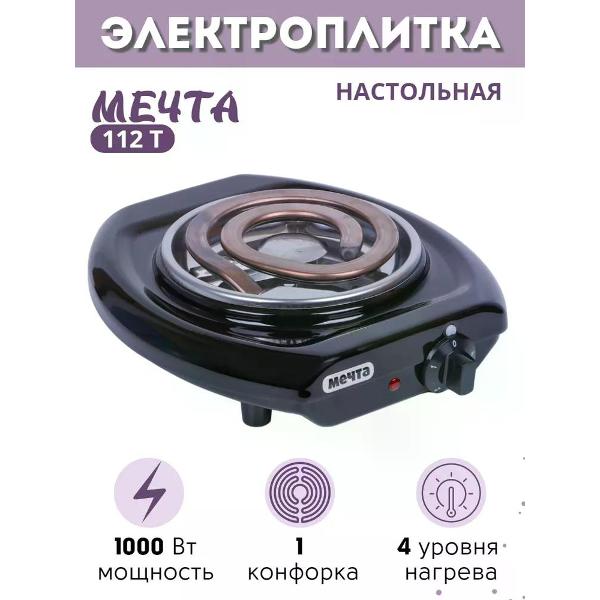 ЭЛЕКТРОПЛИТКА
НАСТОЛЬНАЯ
МЕЧТА
112 Т
мечта
1000 Вт
мощность
1
конфорка
4 уровня
нагрева